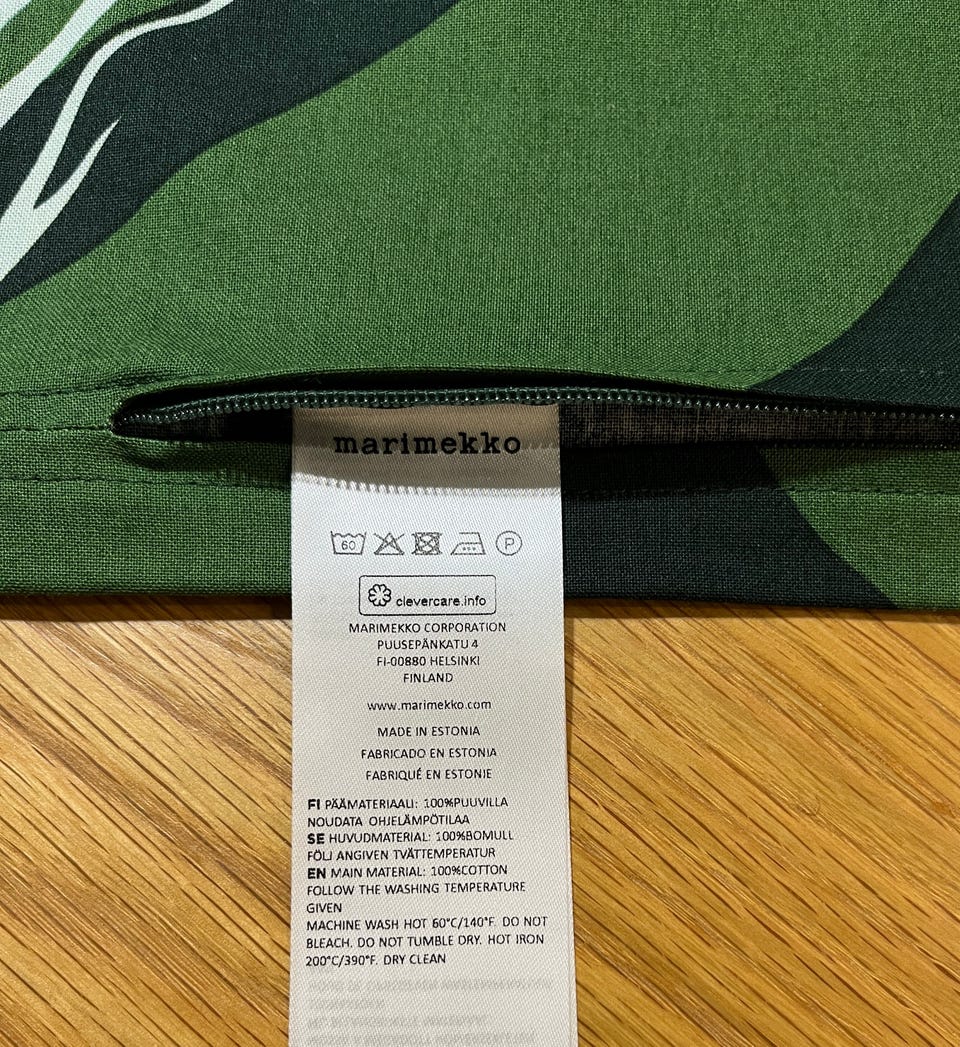 marimekko
60 P
clevercare.info
MARIMEKKO CORPORATION
PUUSEPÄNKATU 4
FI-00880 HELSINKI
FINLAND
www.marimekko.com
MADE IN ESTONIA
FABRICADO EN ESTONIA
FABRIQUÉ EN ESTONIE
FI PÄÄMATERIAALI: 100%PUUVILLA
NOUDATA OHJELÄMPÖTILAA
SE HUVUDMATERIAL: 100%BOMULL
FÖLJ ANGIVEN TVÄTTEMPERATUR
EN MAIN MATERIAL: 100%COTTON
FOLLOW THE WASHING TEMPERATURE
GIVEN
MACHINE WASH HOT 60°C/140°F. DO NOT
BLEACH. DO NOT TUMBLE DRY. HOT IRON
200°C/390°F. DRY CLEAN